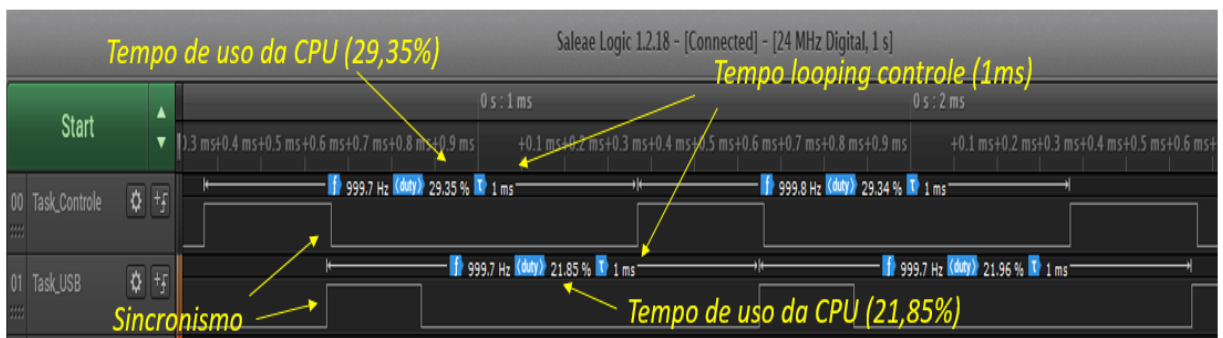 Saleae Logic 1.2.18 - [Connected] - [24 MHz Digital, 1 s]
Tempo de uso da CPU (29,35%)
Tempo looping controle (1ms)
Start
0 s : 1 ms
0 s : 2 ms
0.3 ms +0.4 ms +0.5 ms +0.6 ms +0.7 ms +0.8 ms +0.9 ms
+0.1 ms +0.2 ms +0.3 ms +0.4 ms +0.5 ms +0.6 ms +0.7 ms +0.8 ms +0.9 ms
+0.1 ms +0.2 ms +0.3 ms +0.4 ms +0.5 ms +0.6 ms+
00 Task_Controle
f 999.7 Hz (duty) 29.35 % T 1 ms
f 999.8 Hz (duty) 29.34 % T 1 ms
01 Task_USB
f 999.7 Hz (duty) 21.85 % T 1 ms
f 999.7 Hz (duty) 21.96 % T 1 ms
Sincronismo
Tempo de uso da CPU (21,85%)